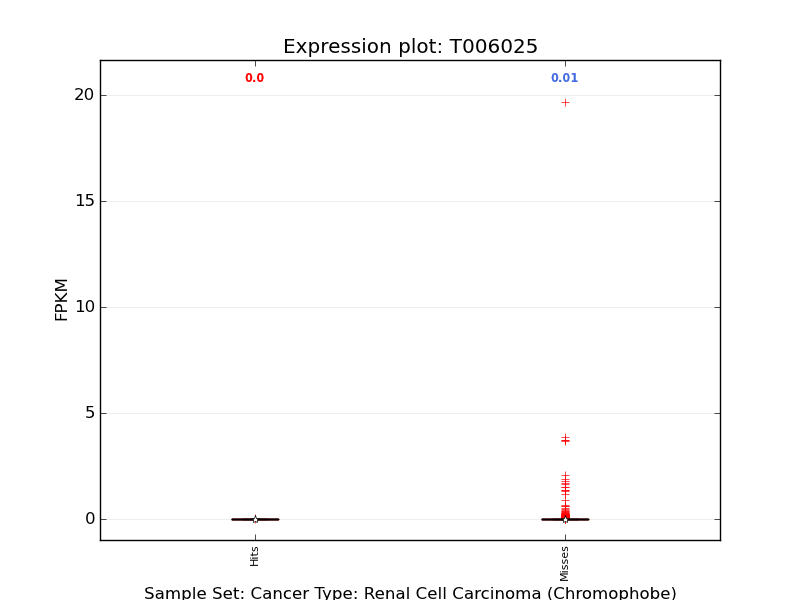 Expression plot: T006025
0.0
0.01
20
15
10
5
0
FPKM
Hits
Misses
Sample Set: Cancer Type: Renal Cell Carcinoma (Chromophobe)